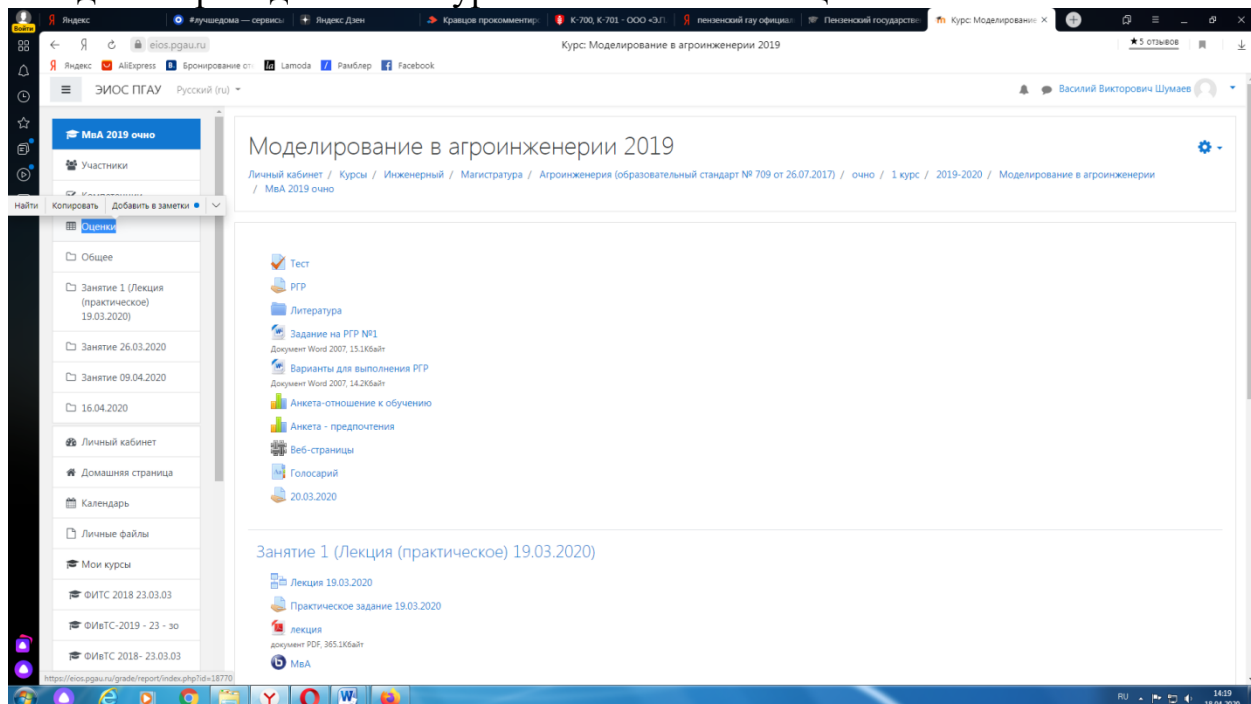 Войти
Яндекс
#лучшедома — сервисы
Яндекс.Дзен
Кравцов прокомментир
К-700, К-701 - ООО «Э.П.
пензенский гау официал
Пензенский государстве
Курс: Моделирование
eios.pgau.ru
Курс: Моделирование в агроинженерии 2019
★5 отзывов
Яндекс
AliExpress
Бронирование от
Lamoda
Рамблер
Facebook
ЭИОС ПГАУ
Русский (ru)
Василий Викторович Шумаев
МвА 2019 очно
Участники
Компетенции
Найти
Копировать
Добавить в заметки
Оценки
Общее
Занятие 1 (Лекция
(практическое)
19.03.2020)
Занятие 26.03.2020
Занятие 09.04.2020
16.04.2020
Личный кабинет
Домашняя страница
Календарь
Личные файлы
Мои курсы
ФИТС 2018 23.03.03
ФИвТС-2019 - 23 - зо
ФИвТС 2018- 23.03.03
Моделирование в агроинженерии 2019
Личный кабинет / Курсы / Инженерный / Магистратура / Агроинженерия (образовательный стандарт № 709 от 26.07.2017) / очно / 1 курс / 2019-2020 / Моделирование в агроинженерии
/ МвА 2019 очно
Тест
РГР
Литература
Задание на РГР №1
Документ Word 2007, 15.1Кбайт
Варианты для выполнения РГР
Документ Word 2007, 14.2Кбайт
Анкета-отношение к обучению
Анкета - предпочтения
Веб-страницы
Голосарий
20.03.2020
Занятие 1 (Лекция (практическое) 19.03.2020)
Лекция 19.03.2020
Практическое задание 19.03.2020
лекция
документ PDF, 365.1Кбайт
МвА
https://eios.pgau.ru/grade/report/index.php?id=18770
RU
14:19